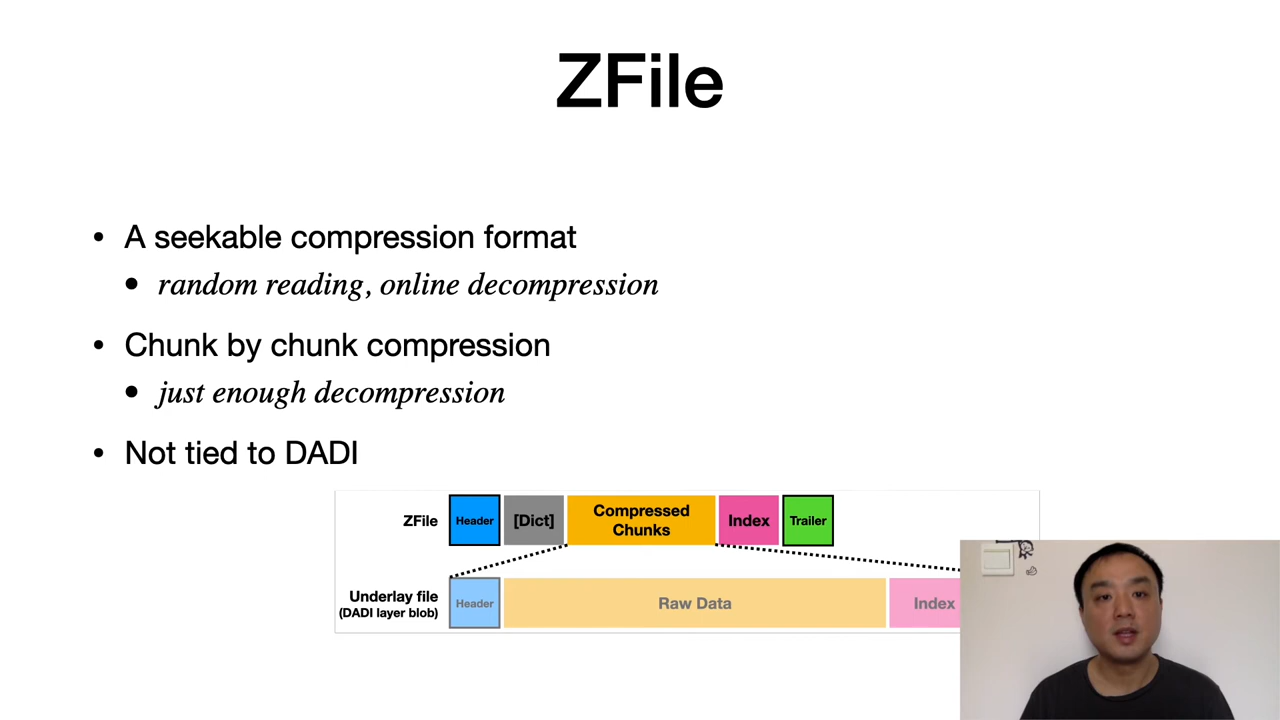 ZFile
• A seekable compression format
• random reading, online decompression
• Chunk by chunk compression
• just enough decompression
• Not tied to DADI
ZFile Header [Dict] Compressed Chunks Index Trailer
Underlay file (DADI layer blob) Header Raw Data Index